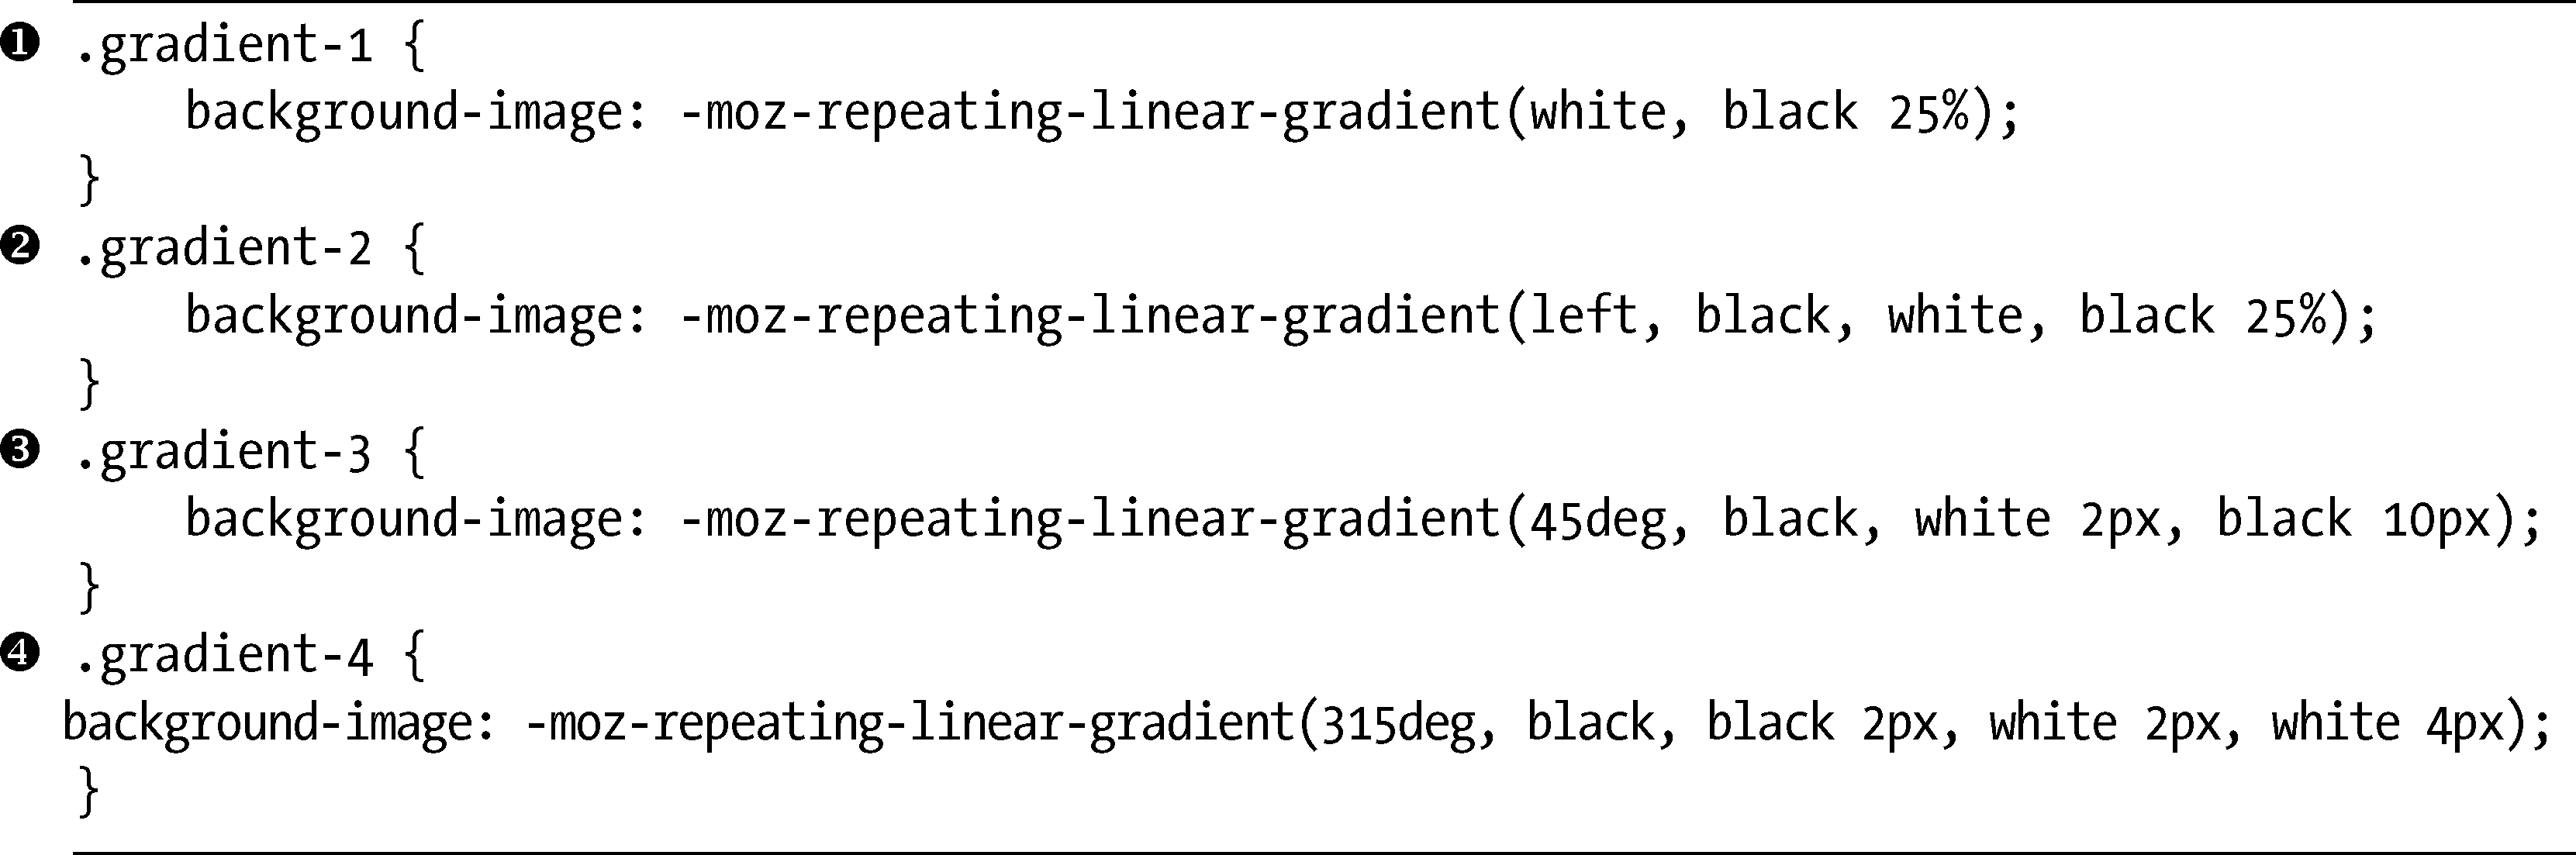 ❶ .gradient-1 {
    background-image: -moz-repeating-linear-gradient(white, black 25%);
}
❷ .gradient-2 {
    background-image: -moz-repeating-linear-gradient(left, black, white, black 25%);
}
❸ .gradient-3 {
    background-image: -moz-repeating-linear-gradient(45deg, black, white 2px, black 10px);
}
❹ .gradient-4 {
background-image: -moz-repeating-linear-gradient(315deg, black, black 2px, white 2px, white 4px);
}